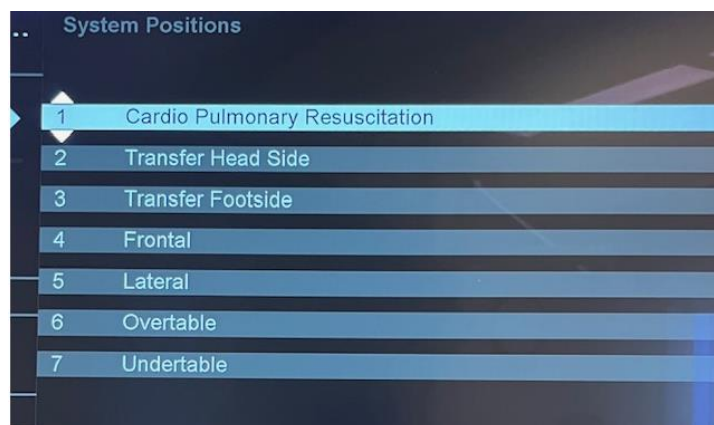 System Positions
1 Cardio Pulmonary Resuscitation
2 Transfer Head Side
3 Transfer Footside
4 Frontal
5 Lateral
6 Overtable
7 Undertable